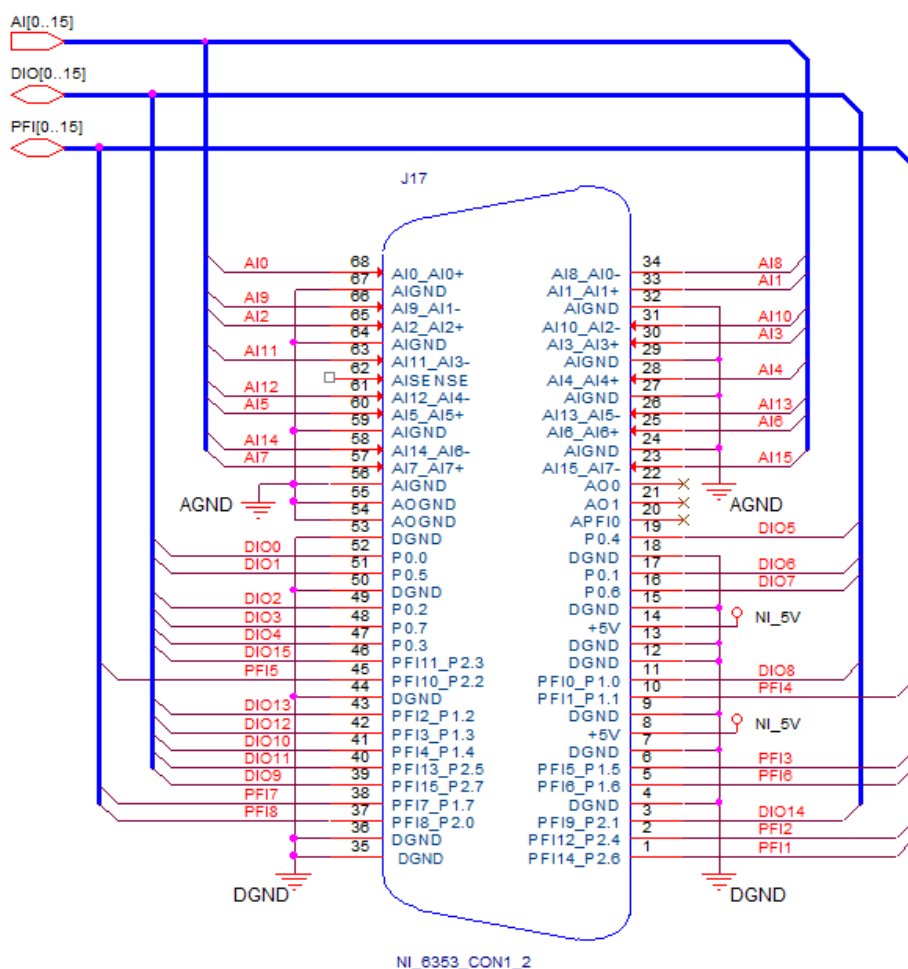 AI[0..15]
DIO[0..15]
PFI[0..15]
J17
AI0 68 AI0_AI0+ AI8_AI0- 34 AI8
67 AIGND AI1_AI1+ 33 AI1
AI9 66 AI9_AI1- AIGND 32
AI2 65 AI2_AI2+ AI10_AI2- 31 AI10
64 AIGND AI3_AI3+ 30 AI3
AI11 63 AI11_AI3- AIGND 29
62 AISENSE AI4_AI4+ 28 AI4
AI12 61 AI12_AI4- AIGND 27
AI5 60 AI5_AI5+ AI13_AI5- 26 AI13
59 AIGND AI6_AI6+ 25 AI6
AI14 58 AI14_AI6- AIGND 24
AI7 57 AI7_AI7+ AI15_AI7- 23 AI15
56 AIGND AO0 22
AGND 55 AOGND AO1 21 AGND
54 AOGND APFI0 20
53 DGND P0.4 19 DIO5
DIO0 52 P0.0 DGND 18
DIO1 51 P0.5 P0.1 17 DIO6
50 DGND P0.6 16 DIO7
DIO2 49 P0.2 DGND 15
DIO3 48 P0.7 +5V 14 NI_5V
DIO4 47 P0.3 DGND 13
DIO15 46 PFI11_P2.3 DGND 12
PFI5 45 PFI10_P2.2 PFI0_P1.0 11 DIO8
44 DGND PFI1_P1.1 10 PFI4
DIO13 43 PFI2_P1.2 DGND 9
DIO12 42 PFI3_P1.3 +5V 8 NI_5V
DIO10 41 PFI4_P1.4 DGND 7
DIO11 40 PFI13_P2.5 PFI5_P1.5 6 PFI3
DIO9 39 PFI15_P2.7 PFI6_P1.6 5 PFI6
PFI7 38 PFI7_P1.7 DGND 4
PFI8 37 PFI8_P2.0 PFI9_P2.1 3 DIO14
36 DGND PFI12_P2.4 2 PFI2
35 DGND PFI14_P2.6 1 PFI1
DGND DGND
NI_6353_CON1_2